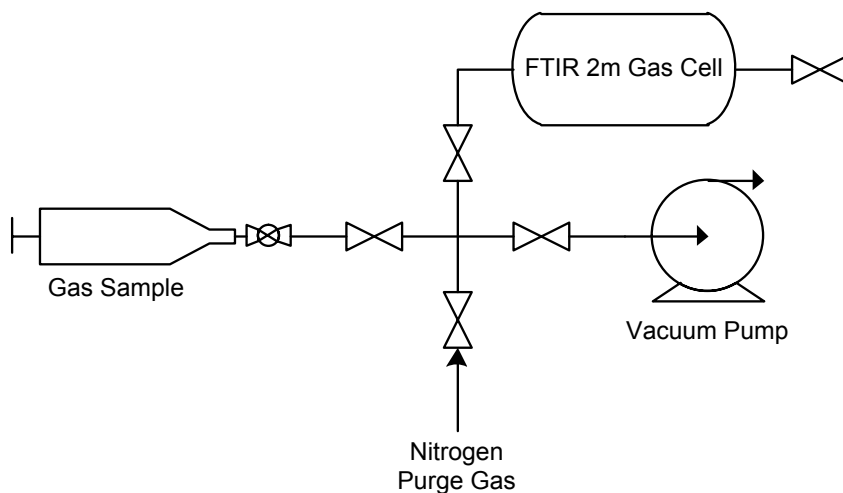 FTIR 2m Gas Cell
Gas Sample
Vacuum Pump
Nitrogen
Purge Gas